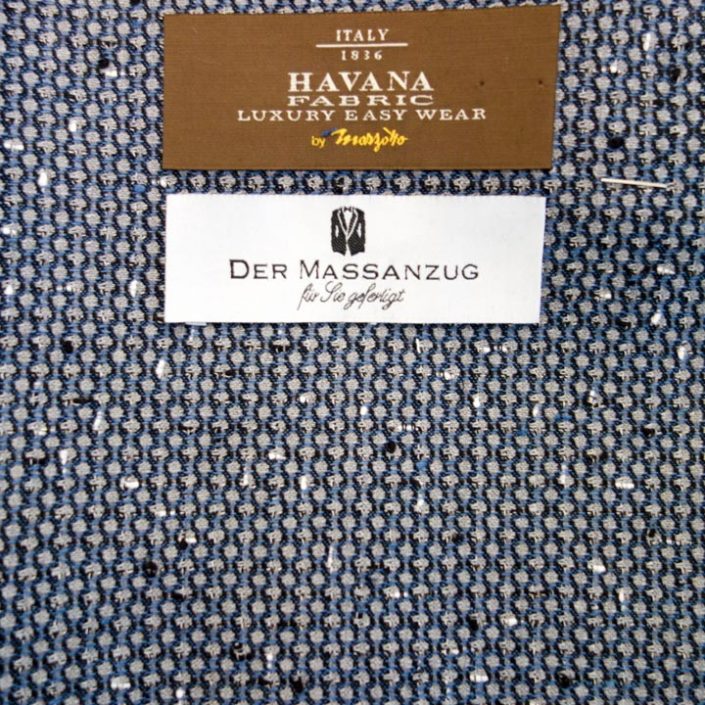 ITALY
1836
HAVANA
FABRIC
LUXURY EASY WEAR
by Marzotto
DER MASSANZUG
für Sie gefertigt